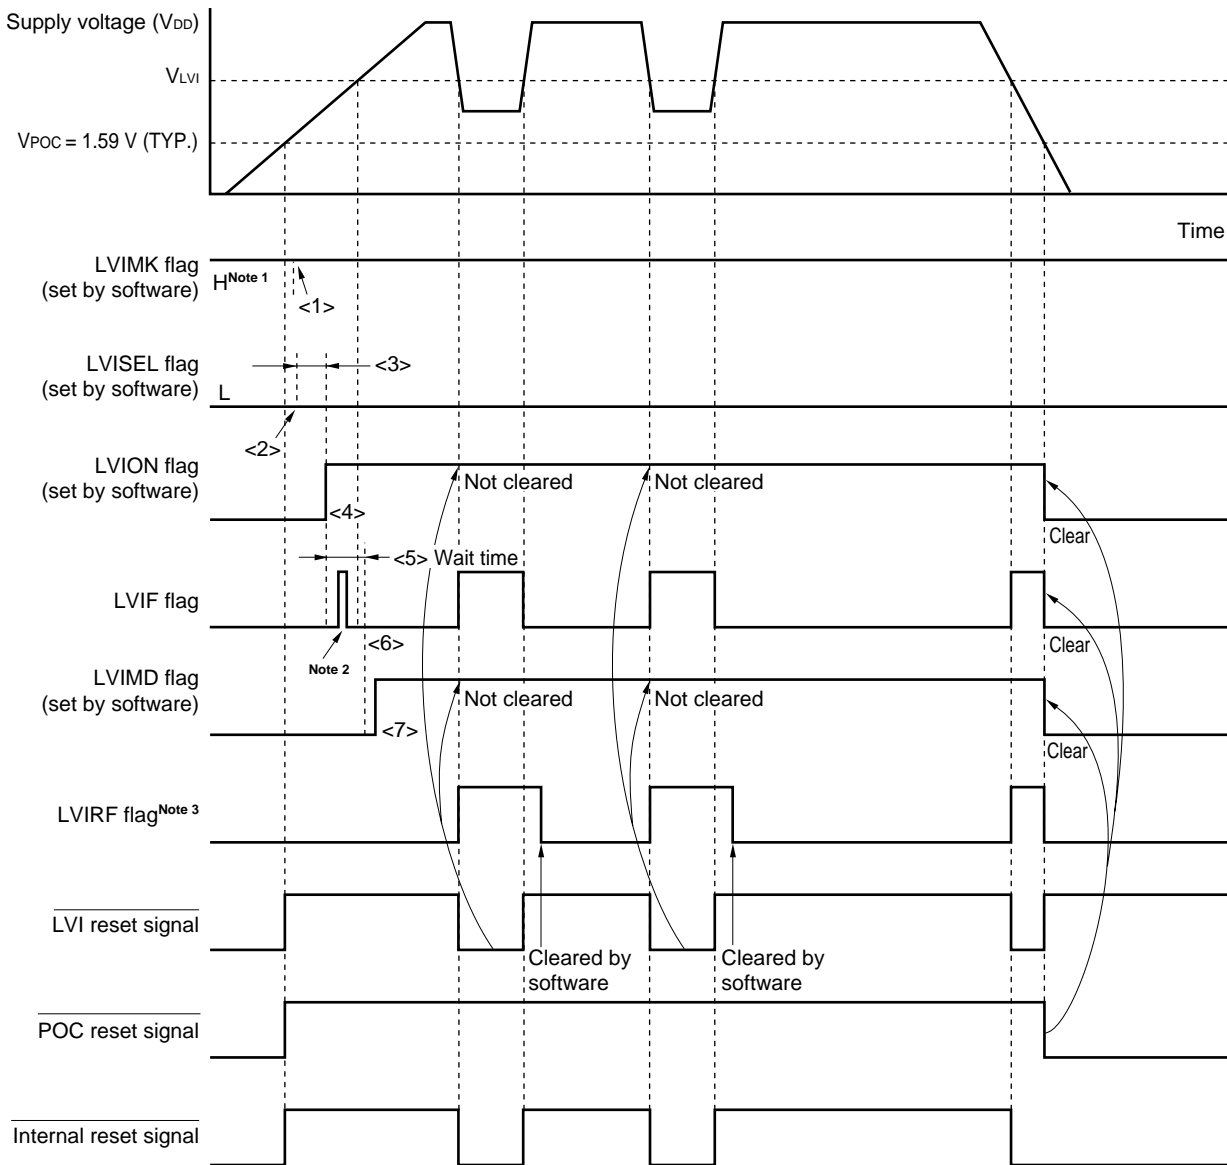 Supply voltage (VDD)
VLVI
VPOC = 1.59 V (TYP.)
Time
LVIMK flag
(set by software)
HNote 1
<1>
LVISEL flag
(set by software)
<3>
L
<2>
LVION flag
(set by software)
Not cleared
Not cleared
<4>
Clear
<5> Wait time
LVIF flag
Note 2
<6>
Clear
LVIMD flag
(set by software)
Not cleared
Not cleared
<7>
Clear
LVIRF flagNote 3
LVI reset signal
Cleared by
software
Cleared by
software
POC reset signal
Internal reset signal